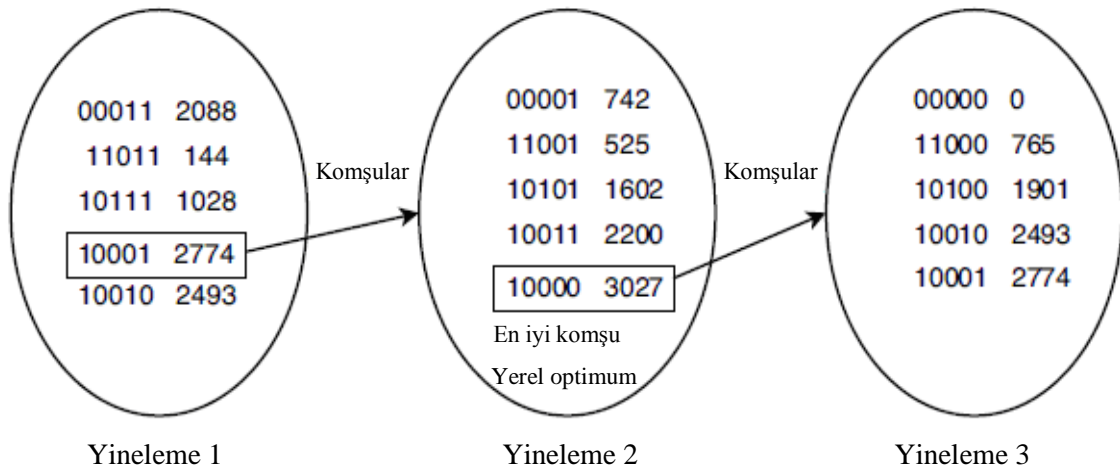 00011 2088
11011 144
10111 1028
10001 2774
10010 2493
Yineleme 1
Komşular
00001 742
11001 525
10101 1602
10011 2200
10000 3027
En iyi komşu
Yerel optimum
Yineleme 2
Komşular
00000 0
11000 765
10100 1901
10010 2493
10001 2774
Yineleme 3